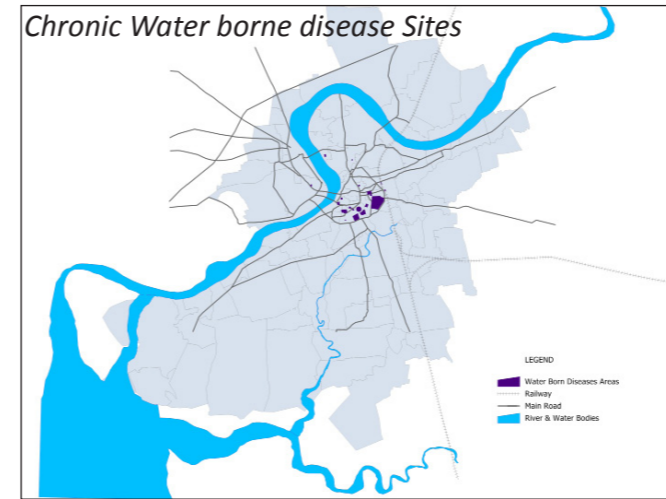 Chronic Water borne disease Sites
LEGEND
Water Born Diseases Areas
Railway
Main Road
River & Water Bodies